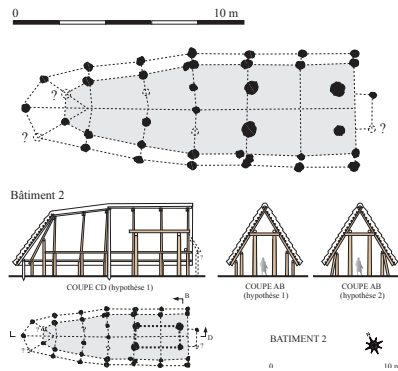 0 10 m
?
?
?
Bâtiment 2
COUPE CD (hypothèse 1)
COUPE AB
(hypothèse 1)
COUPE AB
(hypothèse 2)
B
?
D
?
?
BATIMENT 2
0 10 m